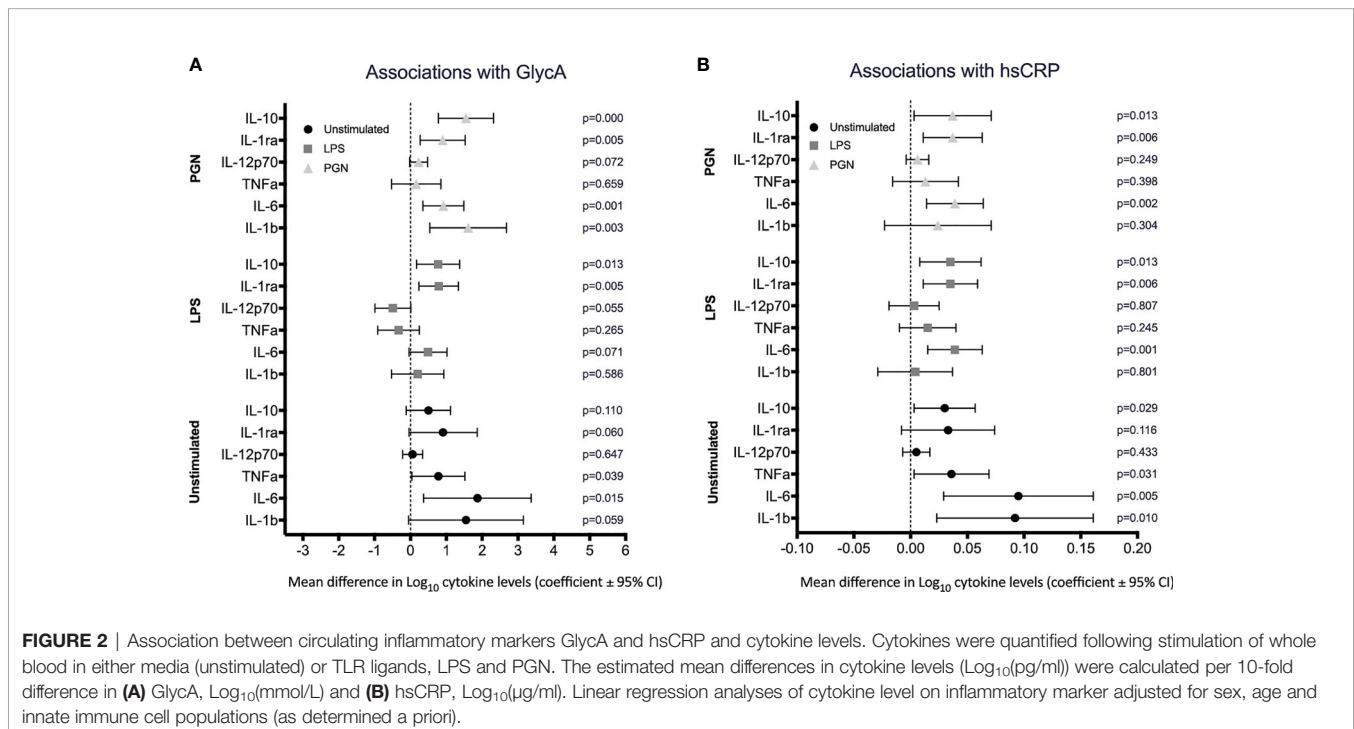 A
Associations with GlycA
Unstimulated
LPS
PGN
PGN
IL-10 p=0.000
IL-1ra p=0.005
IL-12p70 p=0.072
TNFa p=0.659
IL-6 p=0.001
IL-1b p=0.003
LPS
IL-10 p=0.013
IL-1ra p=0.005
IL-12p70 p=0.055
TNFa p=0.265
IL-6 p=0.071
IL-1b p=0.586
Unstimulated
IL-10 p=0.110
IL-1ra p=0.060
IL-12p70 p=0.647
TNFa p=0.039
IL-6 p=0.015
IL-1b p=0.059
-3 -2 -1 0 1 2 3 4 5 6
Mean difference in Log10 cytokine levels (coefficient ± 95% CI)
B
Associations with hsCRP
Unstimulated
LPS
PGN
PGN
IL-10 p=0.013
IL-1ra p=0.006
IL-12p70 p=0.249
TNFa p=0.398
IL-6 p=0.002
IL-1b p=0.304
LPS
IL-10 p=0.013
IL-1ra p=0.006
IL-12p70 p=0.807
TNFa p=0.245
IL-6 p=0.001
IL-1b p=0.801
Unstimulated
IL-10 p=0.029
IL-1ra p=0.116
IL-12p70 p=0.433
TNFa p=0.031
IL-6 p=0.005
IL-1b p=0.010
-0.10 -0.05 0.00 0.05 0.10 0.15 0.20
Mean difference in Log10 cytokine levels (coefficient ± 95% CI)
FIGURE 2 | Association between circulating inflammatory markers GlycA and hsCRP and cytokine levels. Cytokines were quantified following stimulation of whole
blood in either media (unstimulated) or TLR ligands, LPS and PGN. The estimated mean differences in cytokine levels (Log10(pg/ml)) were calculated per 10-fold
difference in (A) GlycA, Log10(mmol/L) and (B) hsCRP, Log10(µg/ml). Linear regression analyses of cytokine level on inflammatory marker adjusted for sex, age and
innate immune cell populations (as determined a priori).